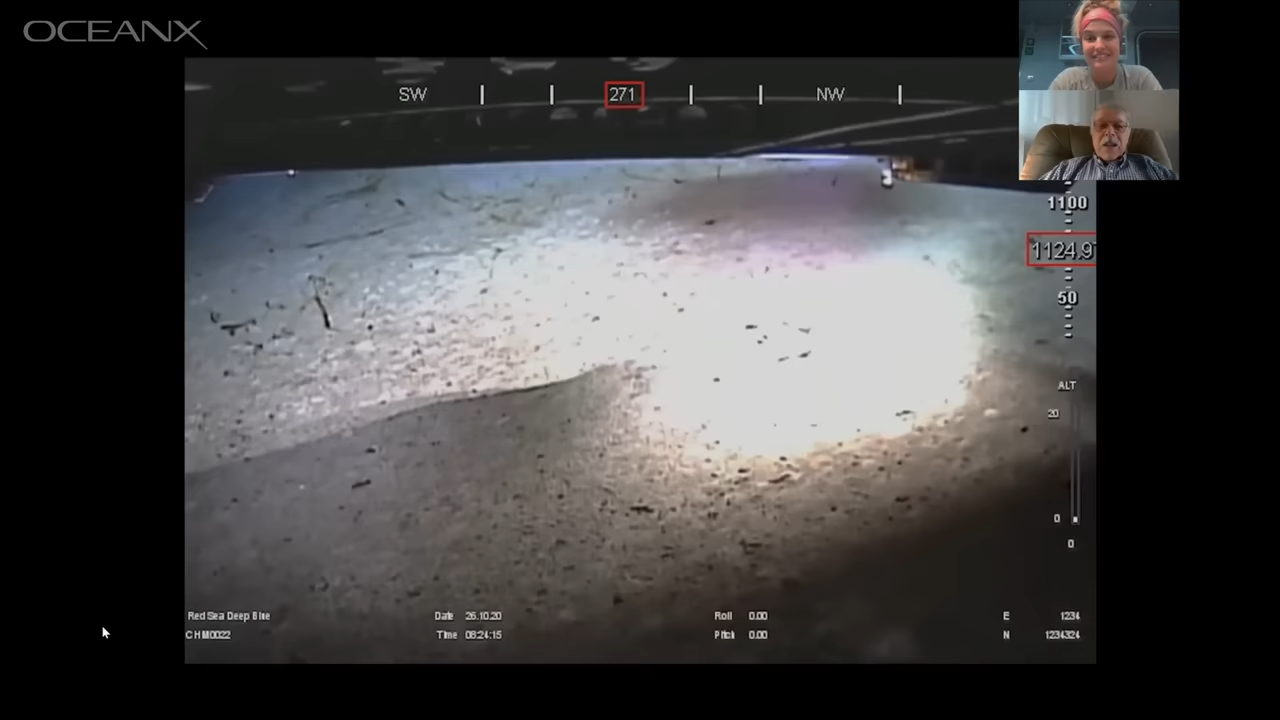 OCEANX
SW 271 NW
1100
1124.9
50
ALT
20
0
0
Red Sea Deep Blue Date 26.10.20 Roll 0.00 E 1234
CHM0022 Time 08:24:15 Pitch 0.00 N 1234324